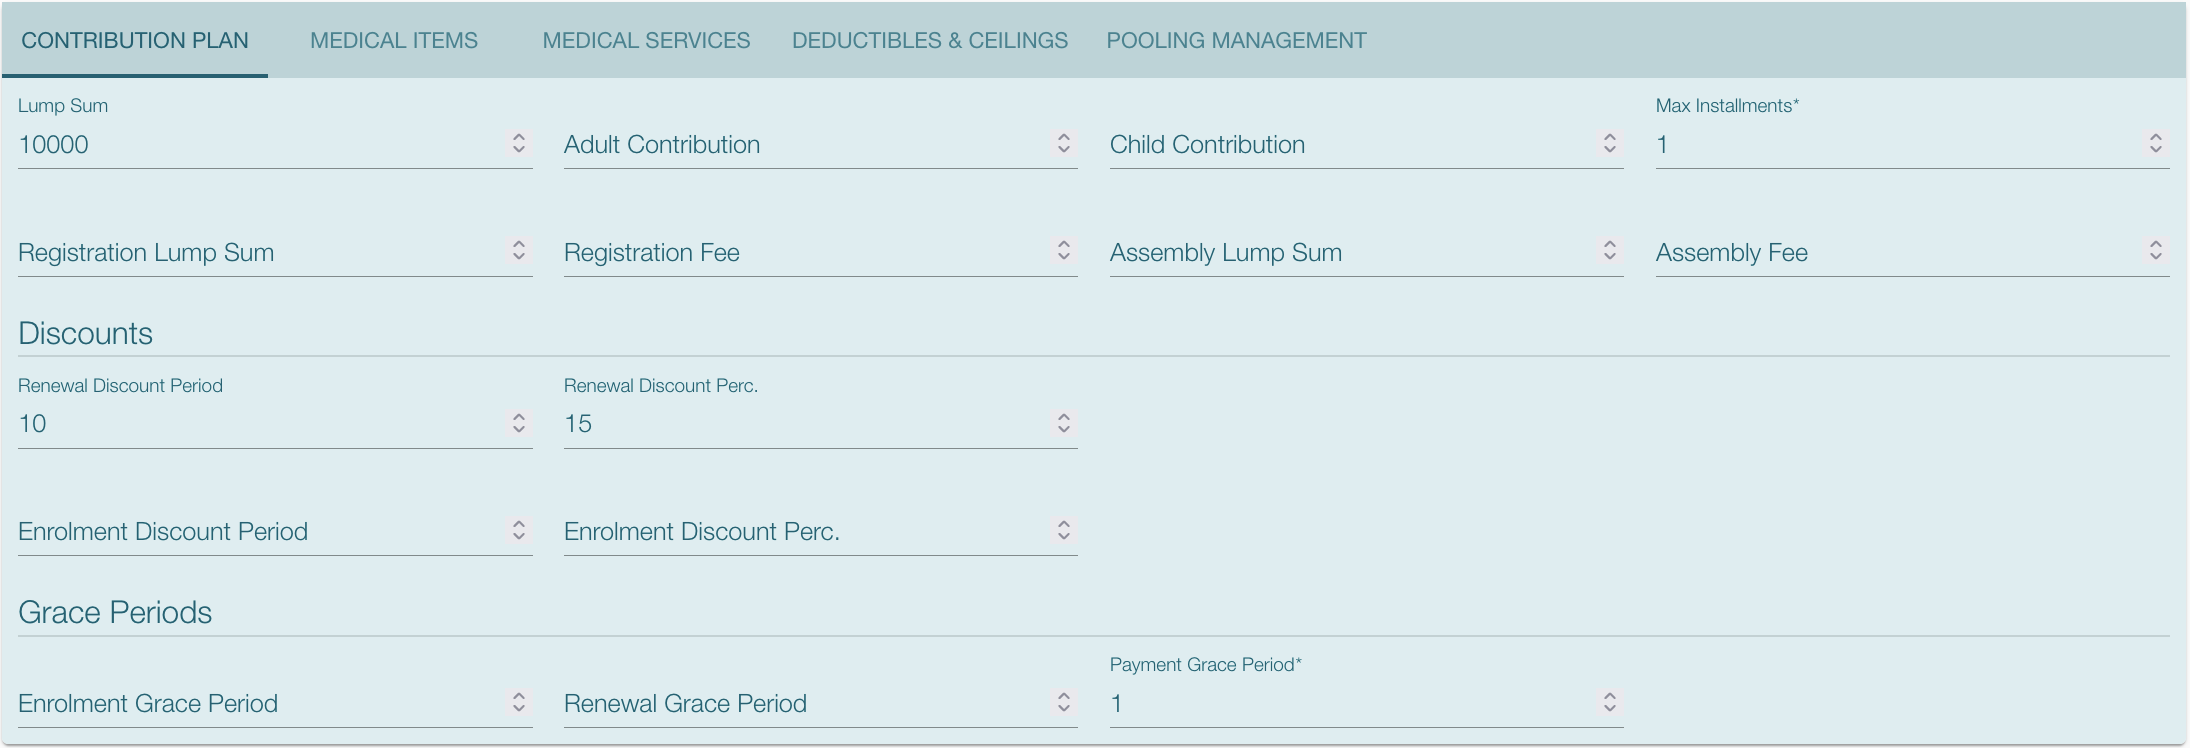 CONTRIBUTION PLAN MEDICAL ITEMS MEDICAL SERVICES DEDUCTIBLES & CEILINGS POOLING MANAGEMENT
Lump Sum Max Installments*
10000 Adult Contribution Child Contribution 1
Registration Lump Sum Registration Fee Assembly Lump Sum Assembly Fee
Discounts
Renewal Discount Period Renewal Discount Perc.
10 15
Enrolment Discount Period Enrolment Discount Perc.
Grace Periods
Payment Grace Period*
Enrolment Grace Period Renewal Grace Period 1